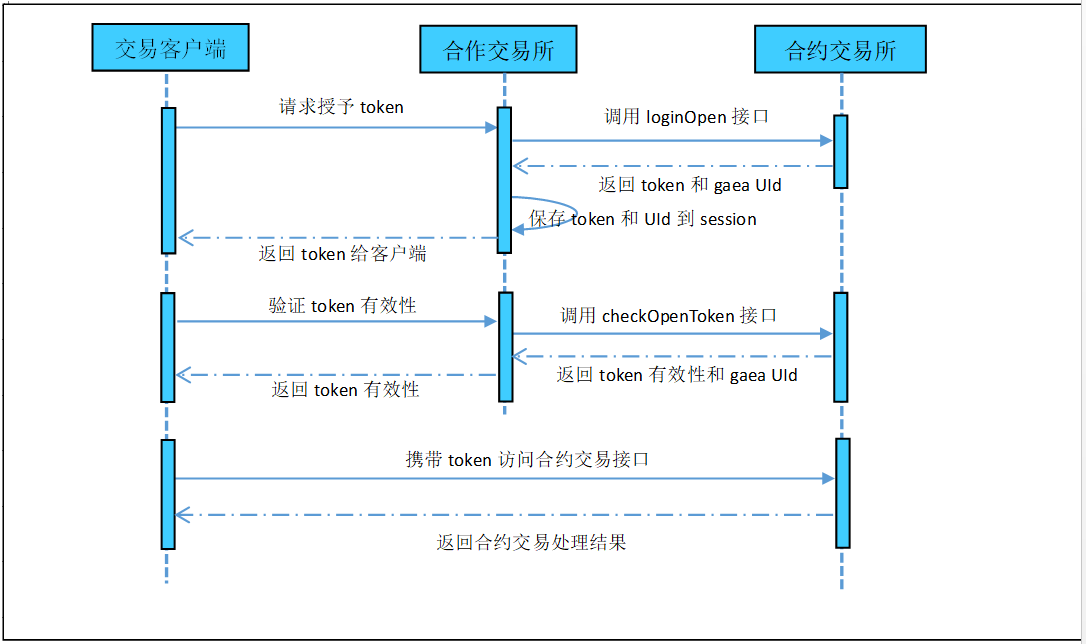 交易客户端
合作交易所
合约交易所
请求授予 token
调用 loginOpen 接口
返回 token 和 gaea UId
保存 token 和 UId 到 session
返回 token 给客户端
验证 token 有效性
调用 checkOpenToken 接口
返回 token 有效性和 gaea UId
返回 token 有效性
携带 token 访问合约交易接口
返回合约交易处理结果